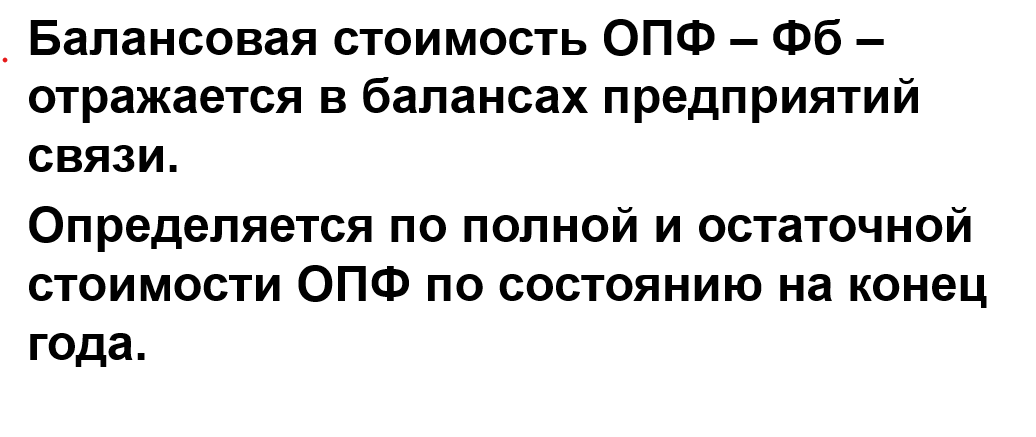 Балансовая стоимость ОПФ – Фб –
отражается в балансах предприятий
связи.
Определяется по полной и остаточной
стоимости ОПФ по состоянию на конец
года.